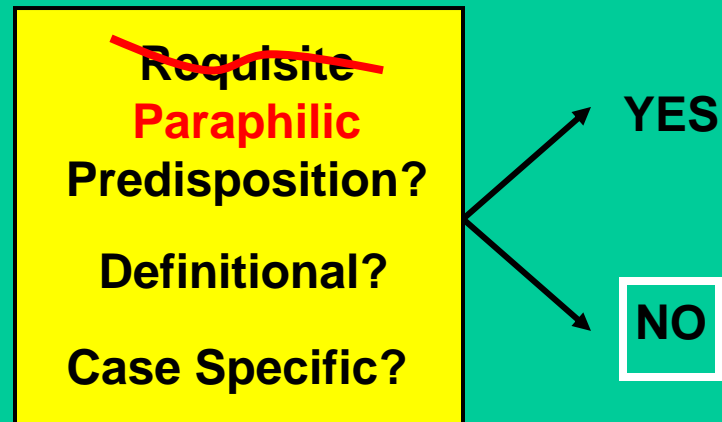 Requisite
Paraphilic
Predisposition?
Definitional?
Case Specific?
YES
NO